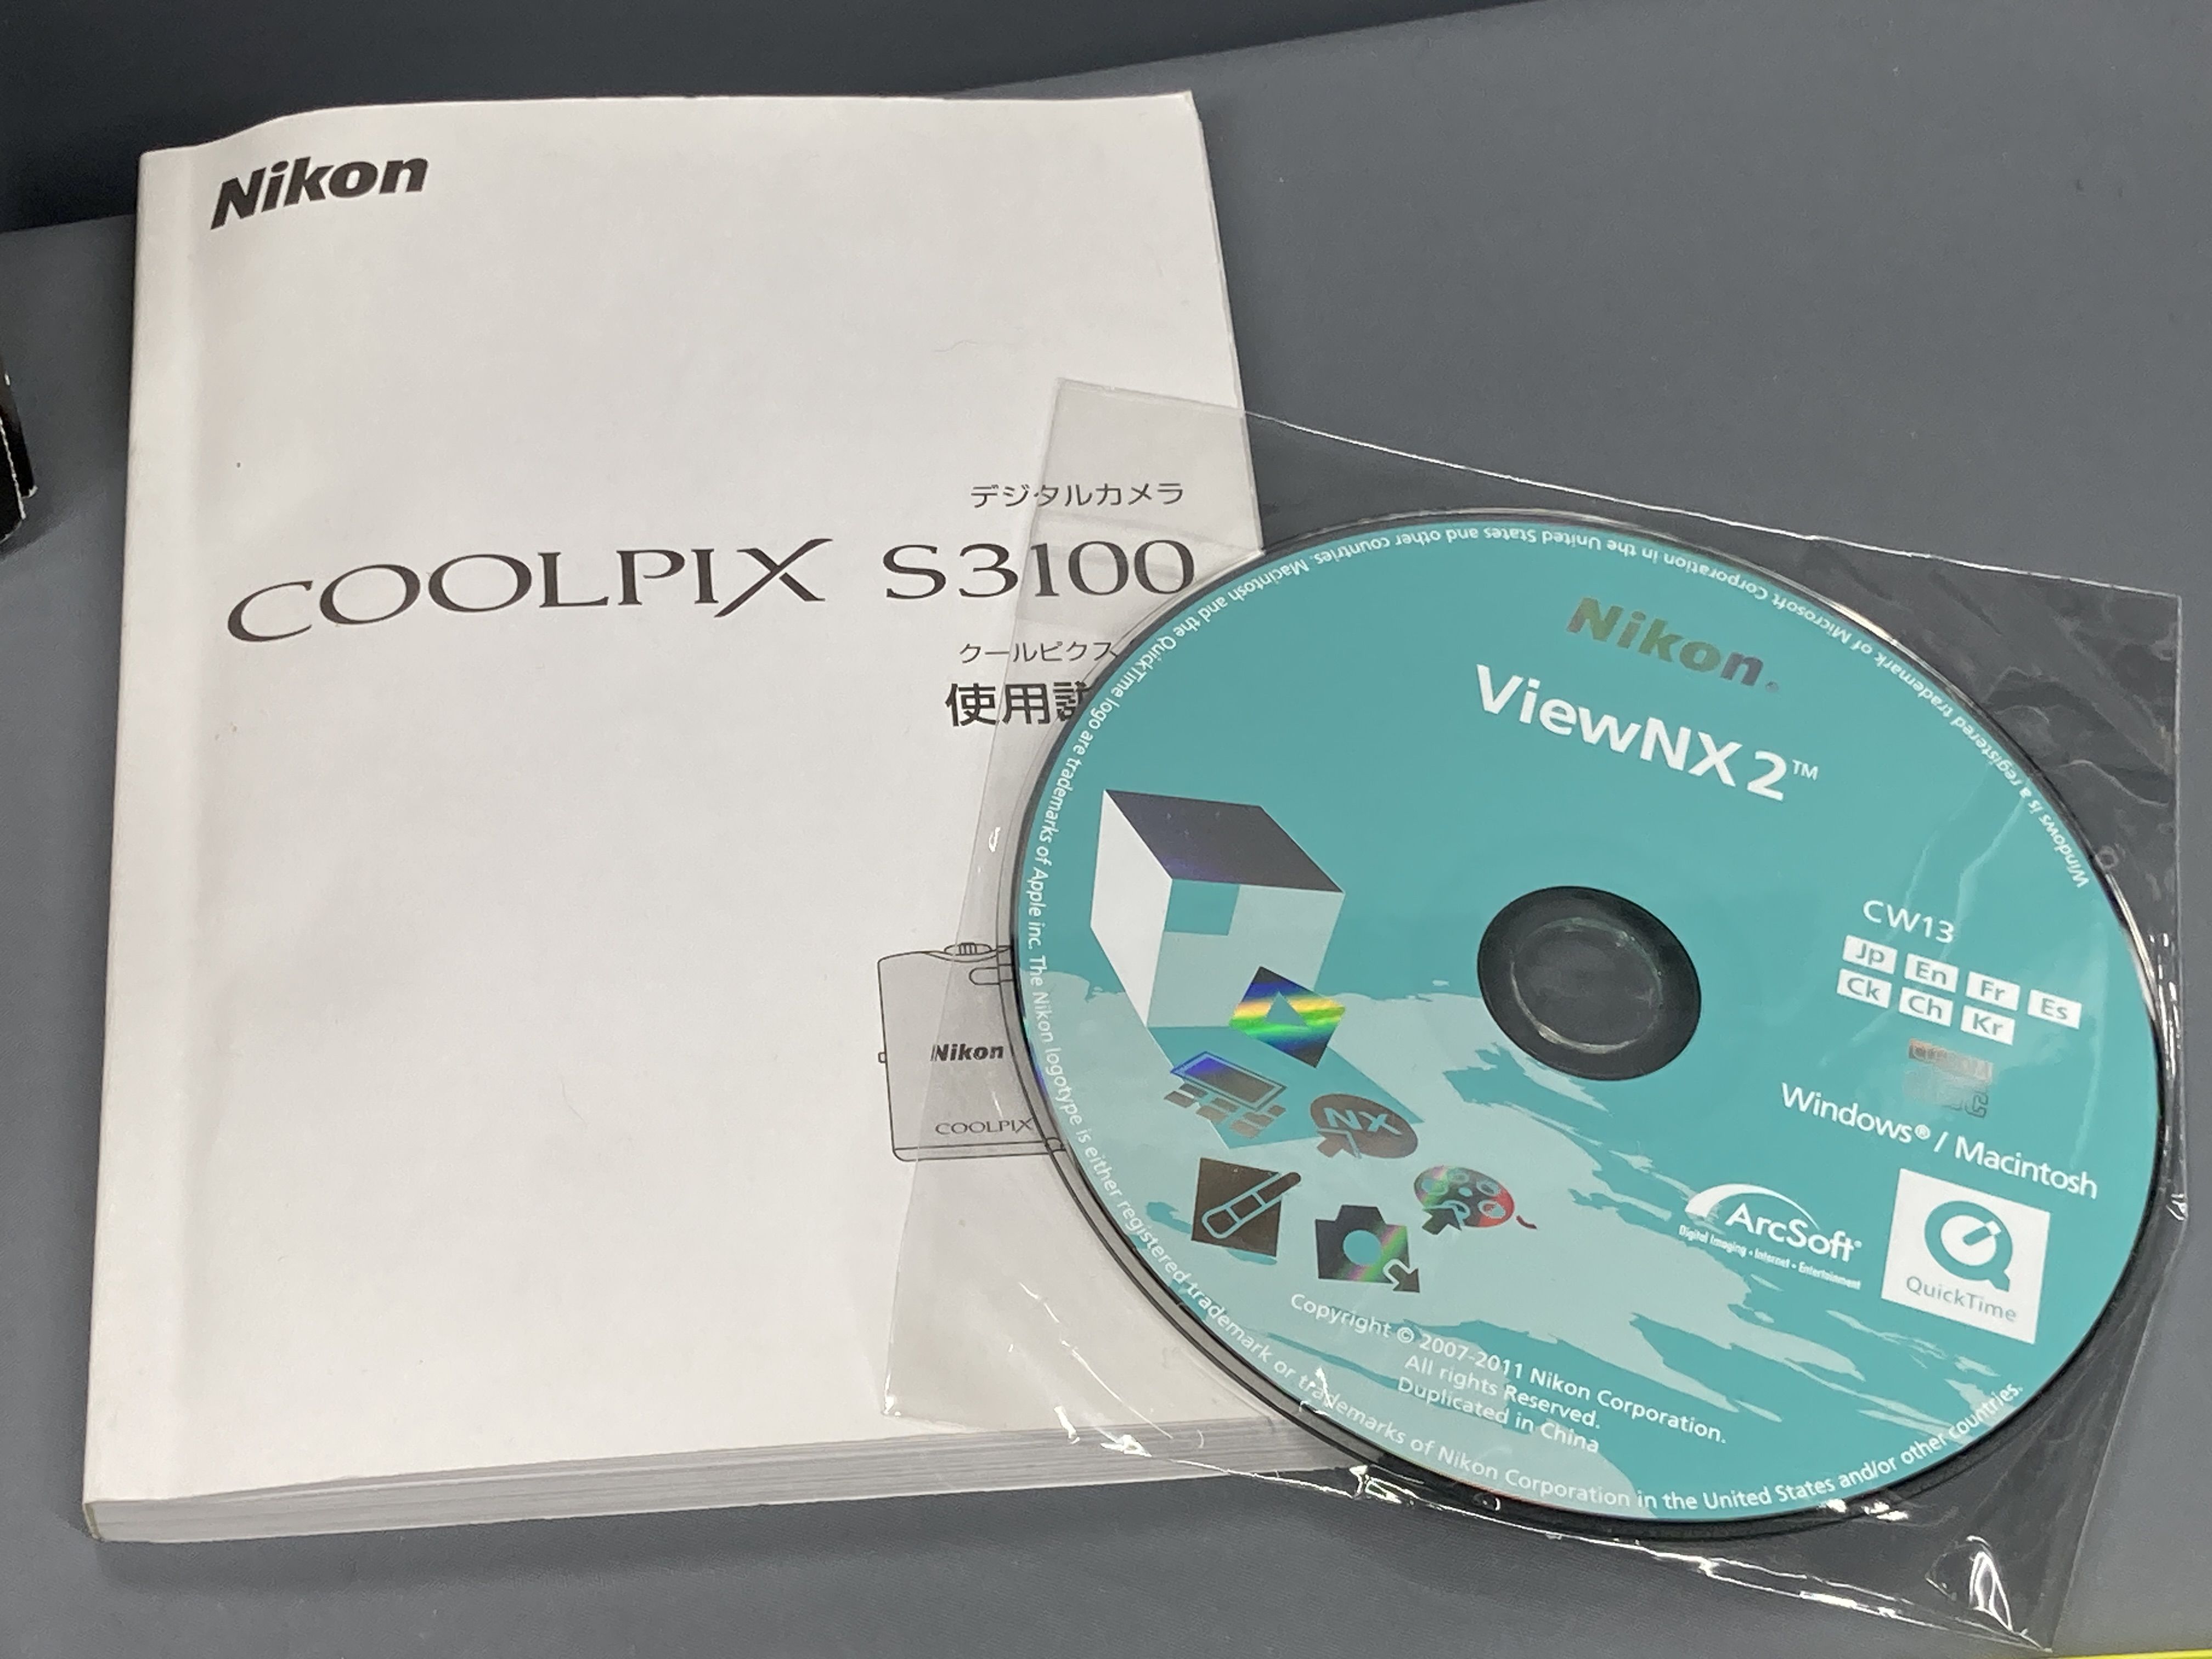 Nikon
デジタルカメラ
COOLPIX S3100
クールピクス
使用説
Nikon
COOLPIX
Nikon
ViewNX 2™
CW13
Jp En Fr Es
Ck Ch Kr
Windows® / Macintosh
ArcSoft®
Digital Imaging • Internet • Entertainment
QuickTime
NX
Copyright © 2007-2011 Nikon Corporation.
All rights Reserved.
Duplicated in China
Windows is a registered trademark of Microsoft Corporation in the United States and other countries. Macintosh and the QuickTime logo are trademarks of Apple inc. The Nikon logotype is either registered trademark or trademarks of Nikon Corporation in the United States and/or other countries.